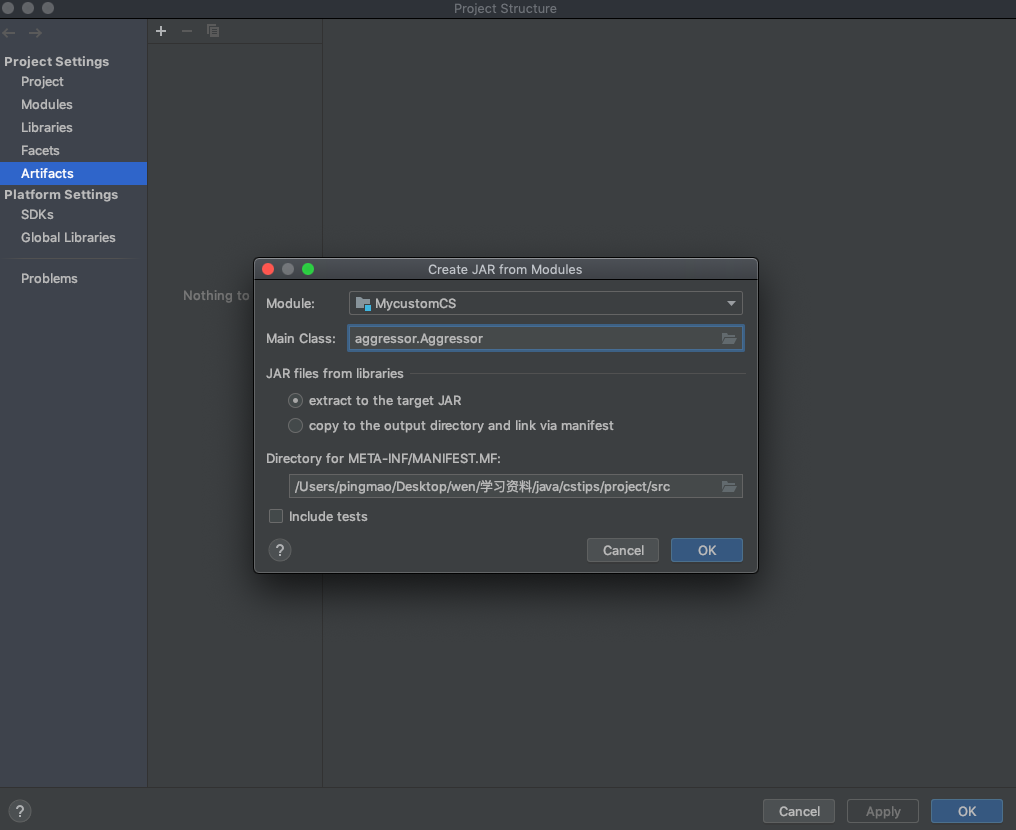 Project Structure
Project Settings
Project
Modules
Libraries
Facets
Artifacts
Platform Settings
SDKs
Global Libraries
Problems
Nothing to
Create JAR from Modules
Module: MycustomCS
Main Class: aggressor.Aggressor
JAR files from libraries
extract to the target JAR
copy to the output directory and link via manifest
Directory for META-INF/MANIFEST.MF:
/Users/pingmao/Desktop/wen/学习资料/java/cstips/project/src
Include tests
? Cancel OK
? Cancel Apply OK